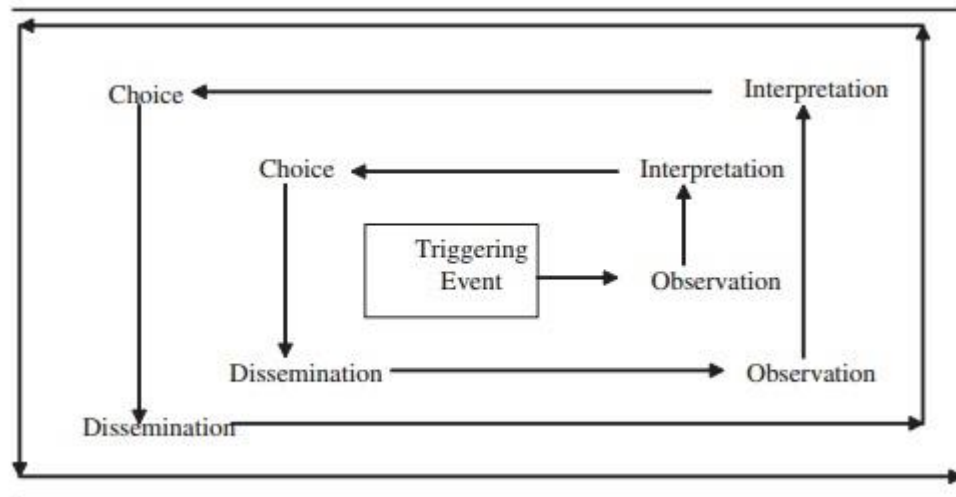 Choice
Interpretation
Choice
Interpretation
Triggering
Event
Observation
Dissemination
Observation
Dissemination